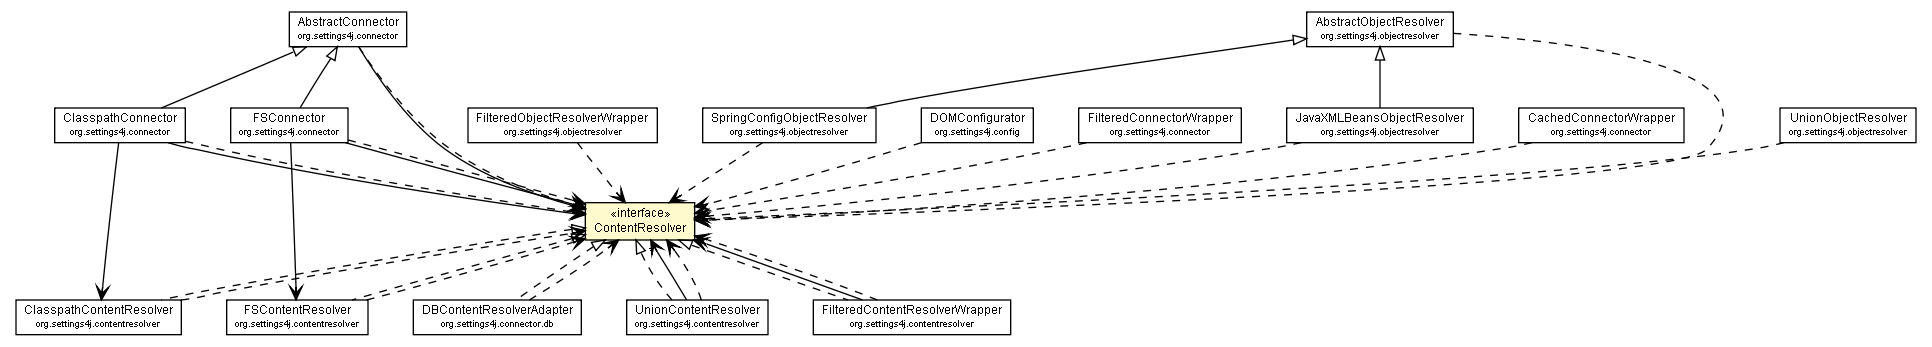 AbstractConnector
org.settings4j.connector
AbstractObjectResolver
org.settings4j.objectresolver
ClasspathConnector
org.settings4j.connector
FSConnector
org.settings4j.connector
FilteredObjectResolverWrapper
org.settings4j.objectresolver
SpringConfigObjectResolver
org.settings4j.objectresolver
DOMConfigurator
org.settings4j.config
FilteredConnectorWrapper
org.settings4j.connector
JavaXMLBeansObjectResolver
org.settings4j.objectresolver
CachedConnectorWrapper
org.settings4j.connector
UnionObjectResolver
org.settings4j.objectresolver
«interface»
ContentResolver
ClasspathContentResolver
org.settings4j.contentresolver
FSContentResolver
org.settings4j.contentresolver
DBContentResolverAdapter
org.settings4j.connector.db
UnionContentResolver
org.settings4j.contentresolver
FilteredContentResolverWrapper
org.settings4j.contentresolver